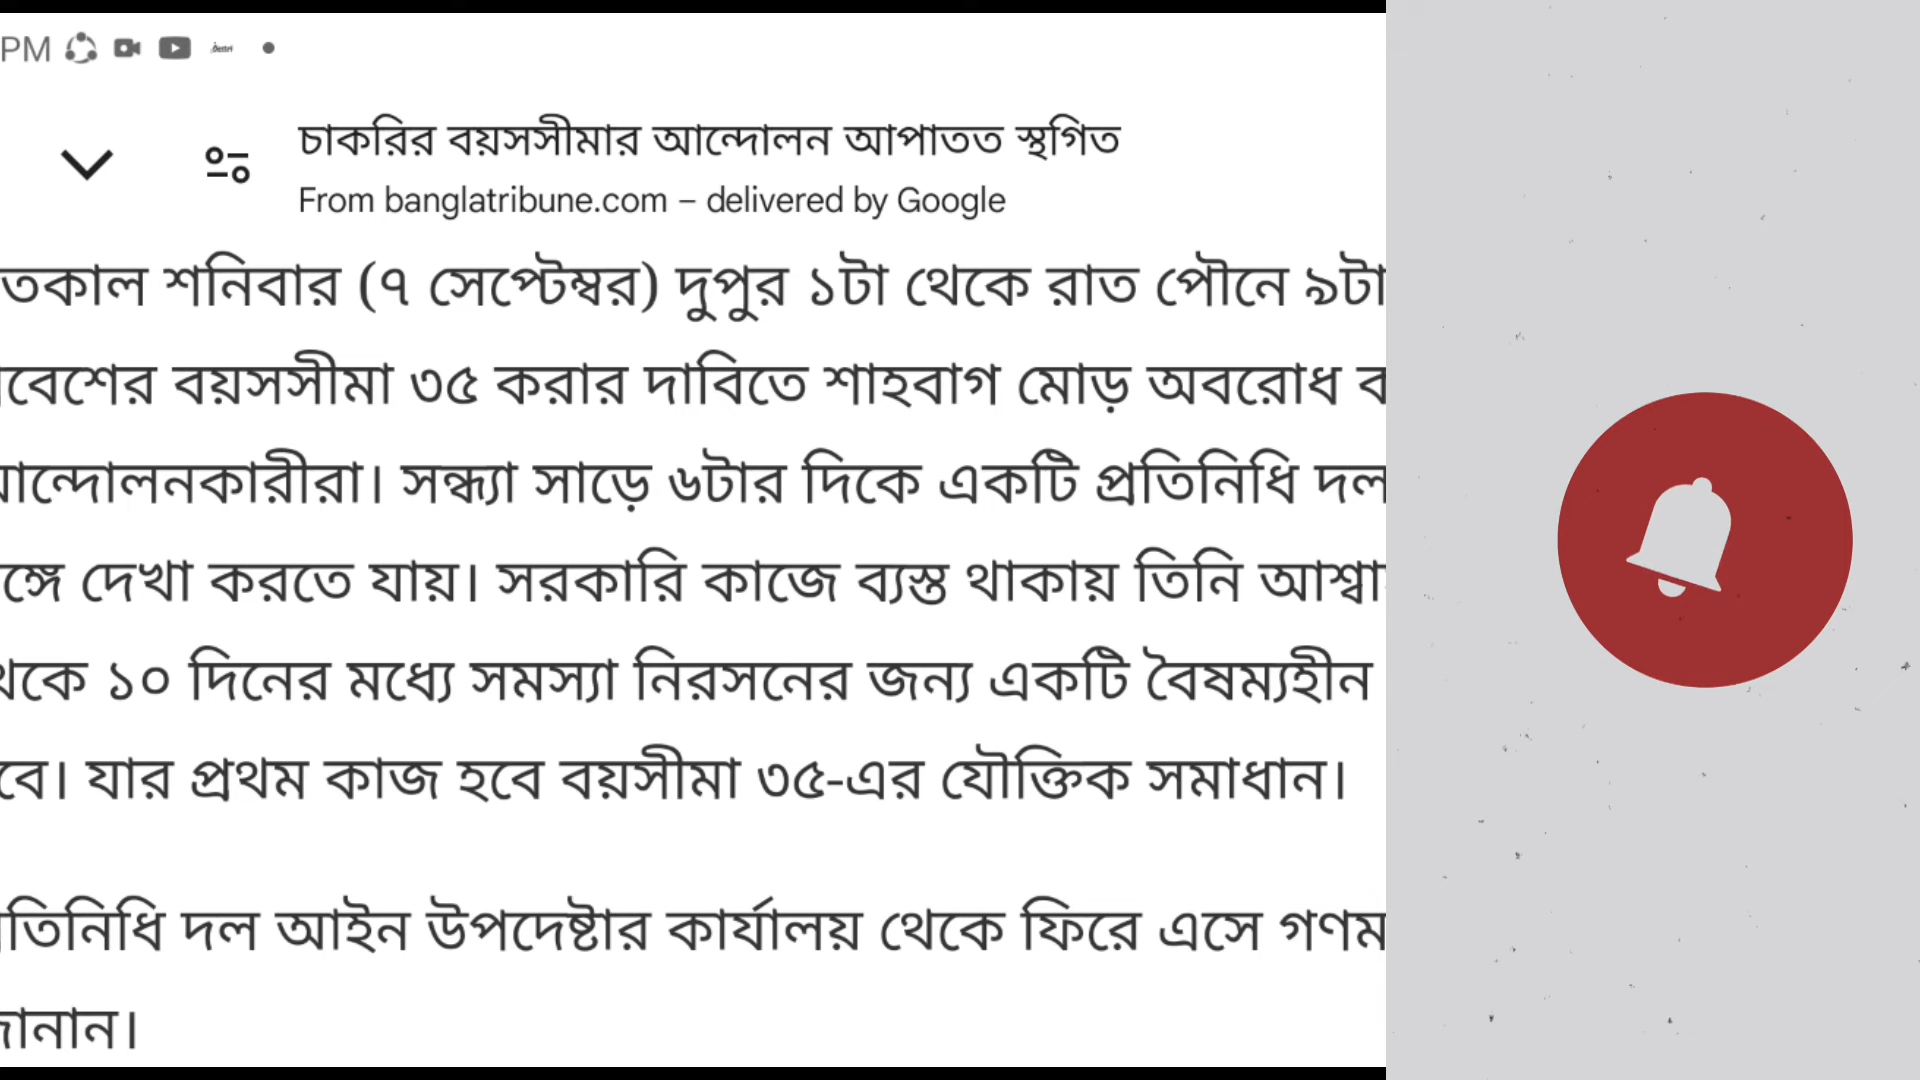 PM
চাকরির বয়সসীমার আন্দোলন আপাতত স্থগিত
From banglatribune.com – delivered by Google
তকাল শনিবার (৭ সেপ্টেম্বর) দুপুর ১টা থেকে রাত পৌনে ৯টা
বেশের বয়সসীমা ৩৫ করার দাবিতে শাহবাগ মোড় অবরোধ ক
আন্দোলনকারীরা। সন্ধ্যা সাড়ে ৬টার দিকে একটি প্রতিনিধি দল
ঙ্গে দেখা করতে যায়। সরকারি কাজে ব্যস্ত থাকায় তিনি আশ্বা
থেকে ১০ দিনের মধ্যে সমস্যা নিরসনের জন্য একটি বৈষম্যহীন
বে। যার প্রথম কাজ হবে বয়সীমা ৩৫-এর যৌক্তিক সমাধান।
তিনিধি দল আইন উপদেষ্টার কার্যালয় থেকে ফিরে এসে গণম
জানান।